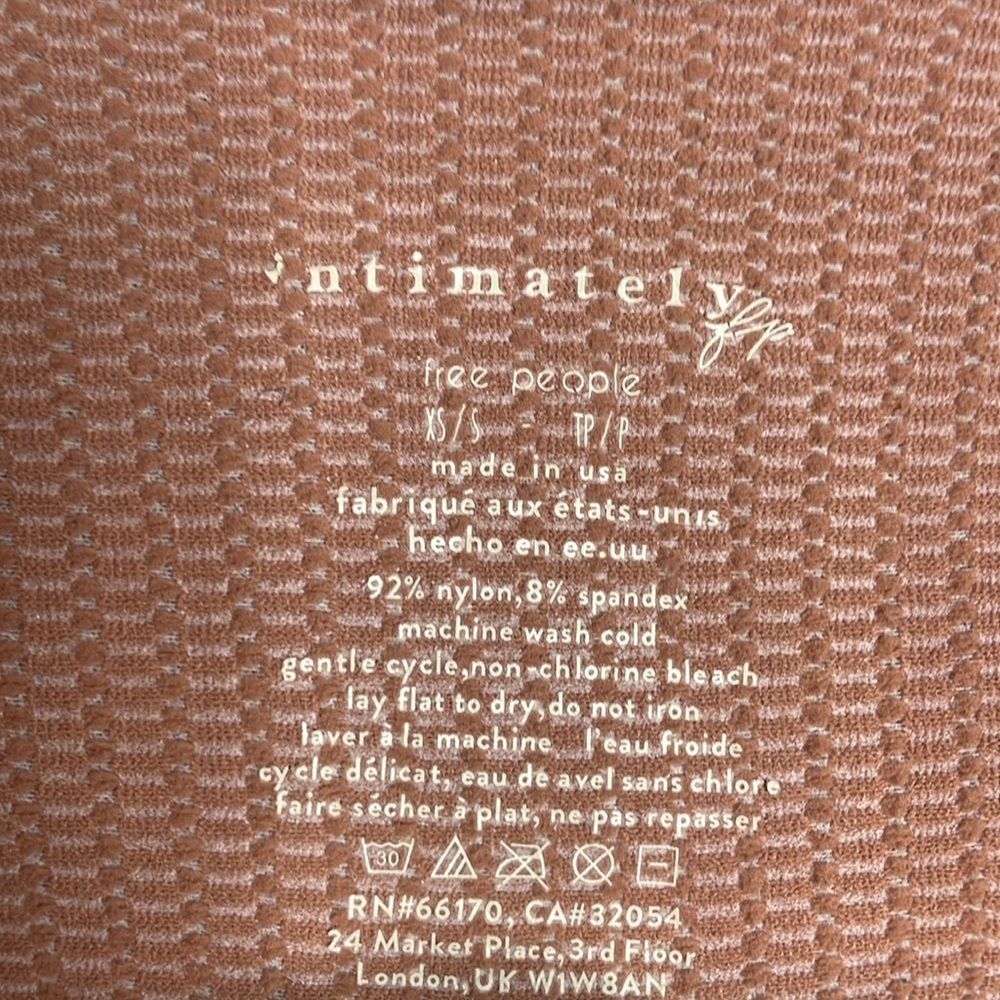 intimately fp
free people
XS/S - TP/P
made in usa
fabriqué aux états-unis
hecho en ee.uu
92% nylon,8% spandex
machine wash cold
gentle cycle,non-chlorine bleach
lay flat to dry,do not iron
laver à la machine l'eau froide
cycle délicat, eau de avel sans chlore
faire sécher à plat, ne pas repasser
30
RN#66170, CA#32054
24 Market Place,3rd Floor
London,UK W1W8AN